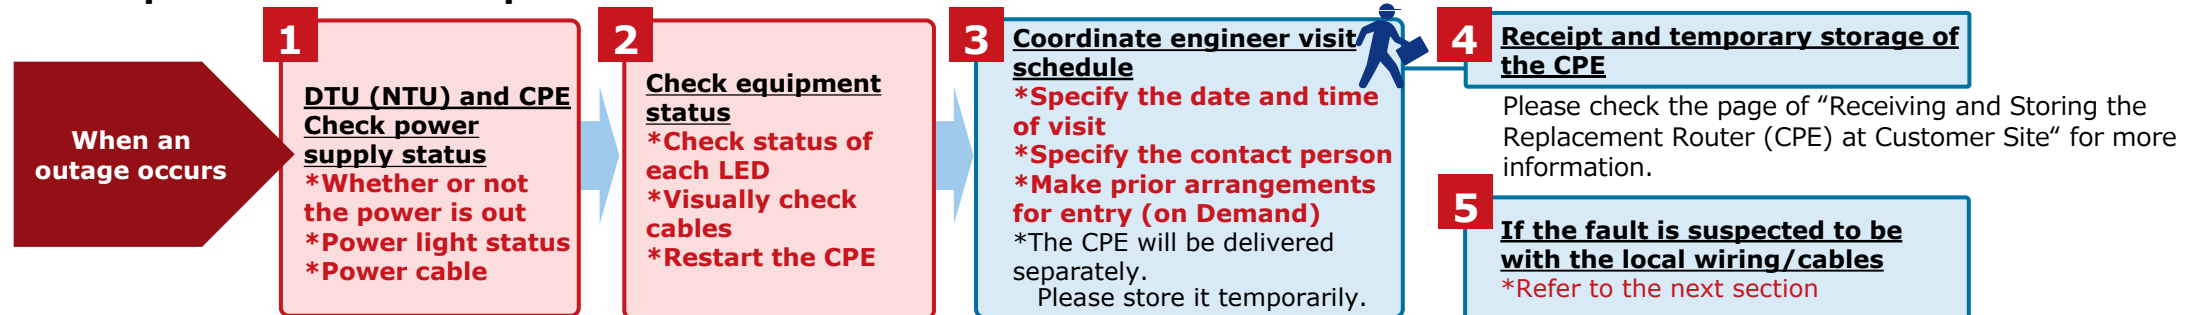 When an
outage occurs
1
DTU (NTU) and CPE
Check power
supply status
*Whether or not
the power is out
*Power light status
*Power cable
2
Check equipment
status
*Check status of
each LED
*Visually check
cables
*Restart the CPE
3
Coordinate engineer visit
schedule
*Specify the date and time
of visit
*Specify the contact person
*Make prior arrangements
for entry (on Demand)
*The CPE will be delivered
separately.
Please store it temporarily.
4
Receipt and temporary storage of
the CPE
Please check the page of “Receiving and Storing the
Replacement Router (CPE) at Customer Site“ for more
information.
5
If the fault is suspected to be
with the local wiring/cables
*Refer to the next section